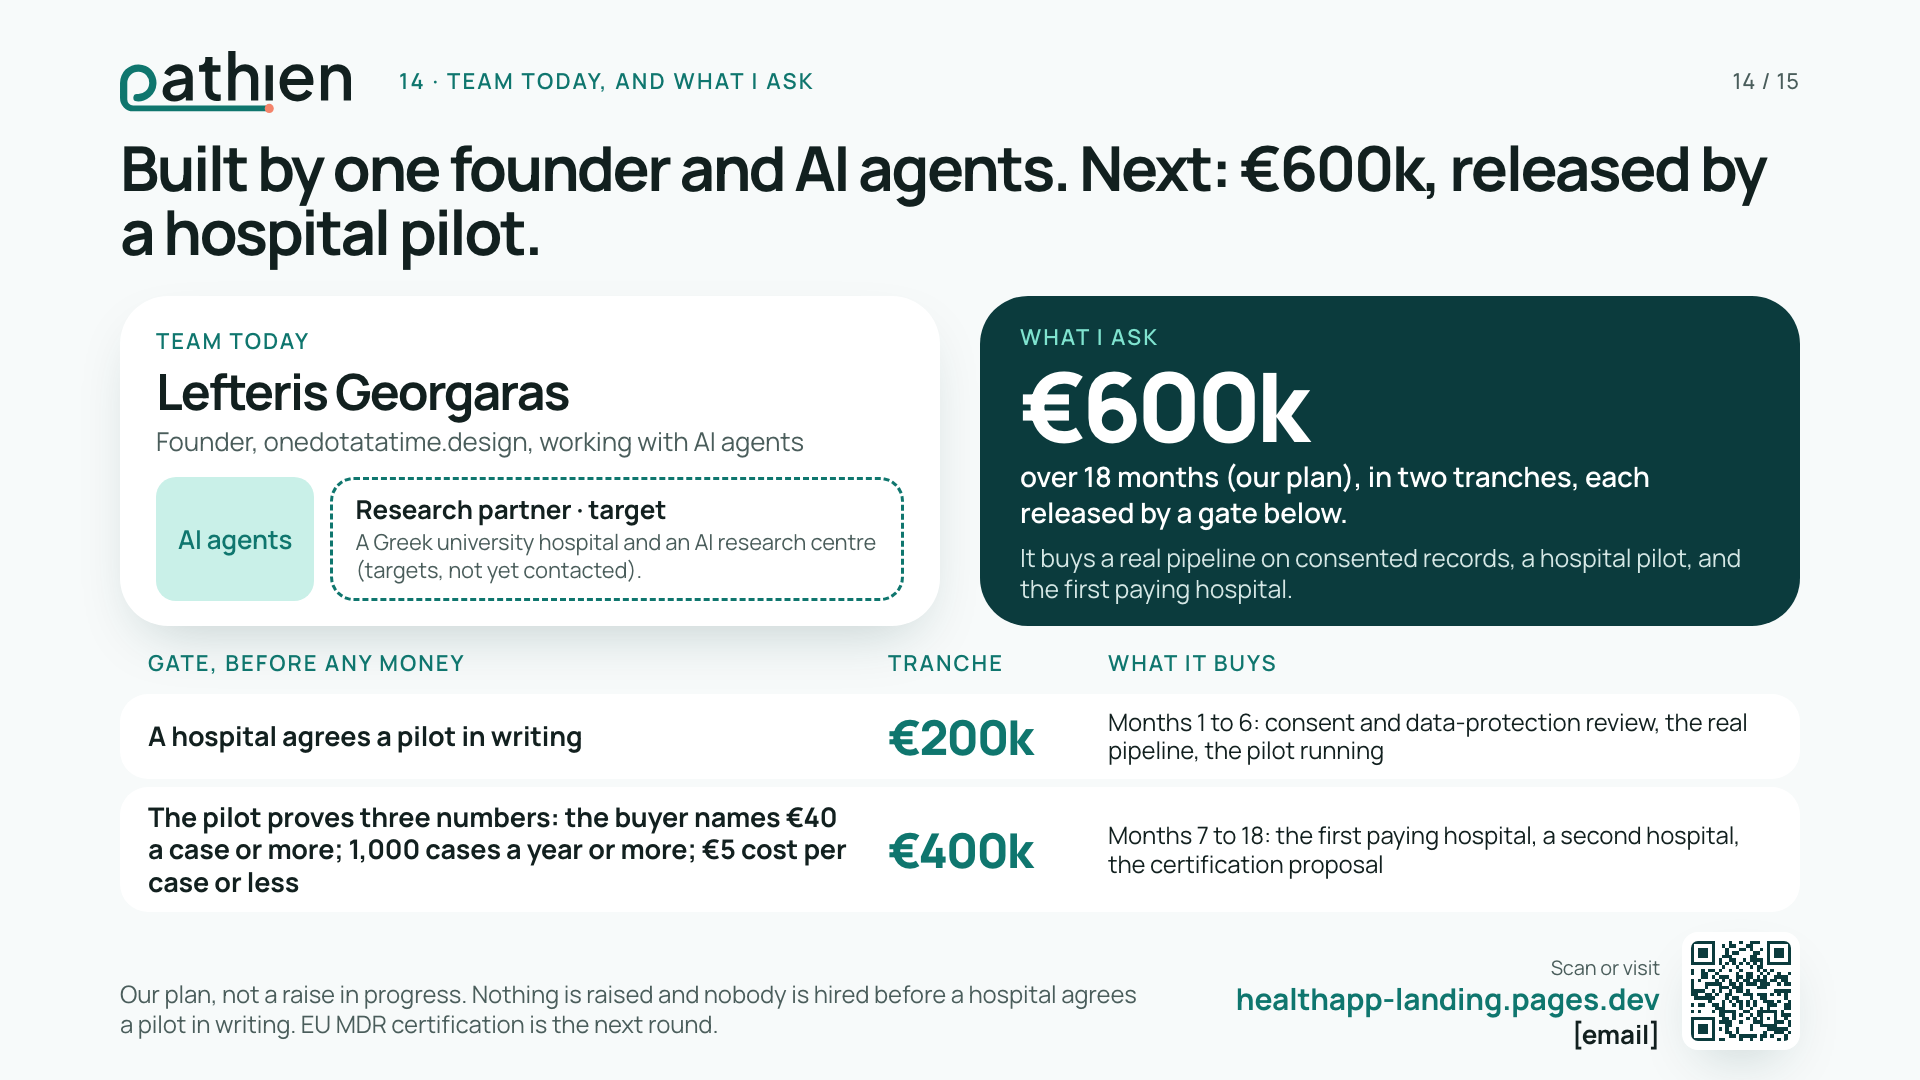 pathien
14 · TEAM TODAY, AND WHAT I ASK
14 / 15
Built by one founder and AI agents. Next: €600k, released by
a hospital pilot.
TEAM TODAY
Lefteris Georgaras
Founder, onedotatatime.design, working with AI agents
AI agents
Research partner · target
A Greek university hospital and an AI research centre
(targets, not yet contacted).
WHAT I ASK
€600k
over 18 months (our plan), in two tranches, each
released by a gate below.
It buys a real pipeline on consented records, a hospital pilot, and
the first paying hospital.
GATE, BEFORE ANY MONEY
TRANCHE
WHAT IT BUYS
A hospital agrees a pilot in writing
€200k
Months 1 to 6: consent and data-protection review, the real
pipeline, the pilot running
The pilot proves three numbers: the buyer names €40
a case or more; 1,000 cases a year or more; €5 cost per
case or less
€400k
Months 7 to 18: the first paying hospital, a second hospital,
the certification proposal
Our plan, not a raise in progress. Nothing is raised and nobody is hired before a hospital agrees
a pilot in writing. EU MDR certification is the next round.
Scan or visit
healthapp-landing.pages.dev
[email]